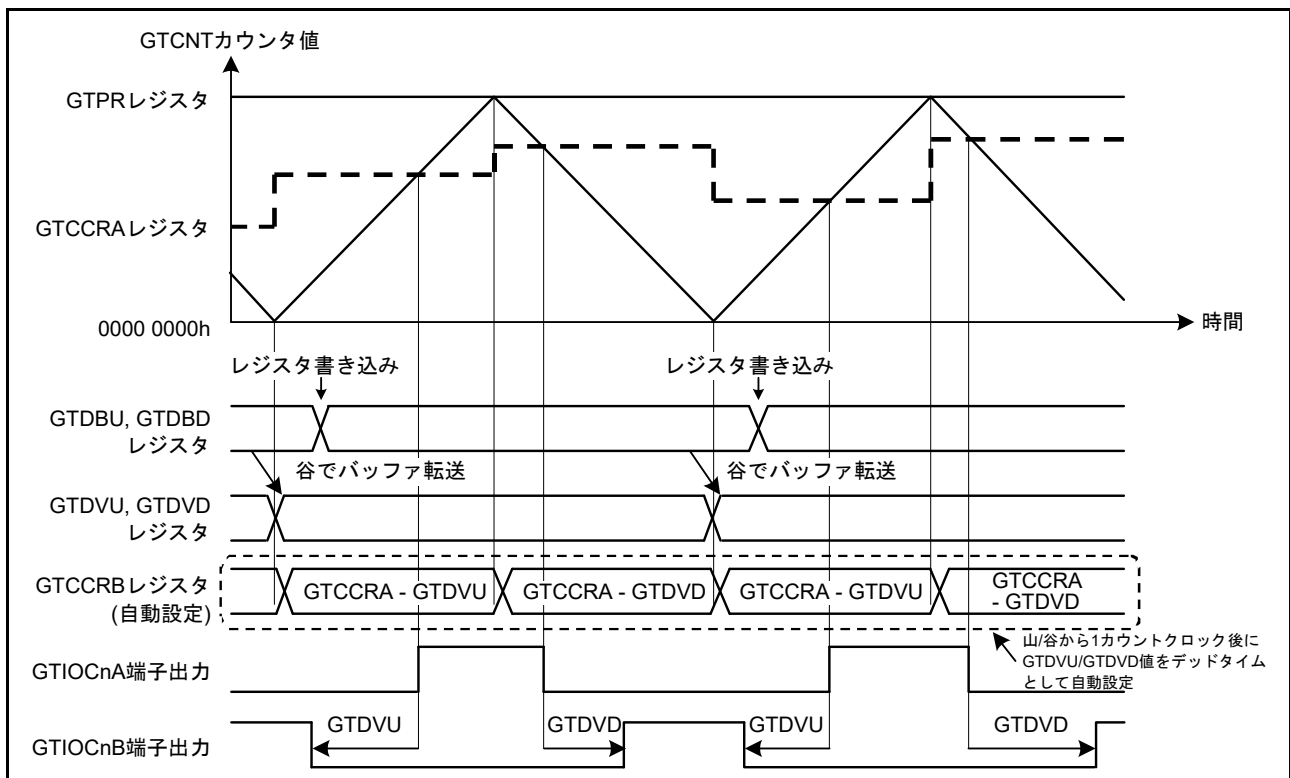 GTCNTカウンタ値
GTPRレジスタ
GTCCRAレジスタ
0000 0000h
時間
レジスタ書き込み
レジスタ書き込み
GTDBU, GTDBD
レジスタ
谷でバッファ転送
谷でバッファ転送
GTDVU, GTDVD
レジスタ
GTCCRBレジスタ
(自動設定)
GTCCRA - GTDVU
GTCCRA - GTDVD
GTCCRA - GTDVU
GTCCRA
- GTDVD
山/谷から1カウントクロック後に
GTDVU/GTDVD値をデッドタイム
として自動設定
GTIOCnA端子出力
GTDVU
GTDVD
GTDVU
GTDVD
GTIOCnB端子出力